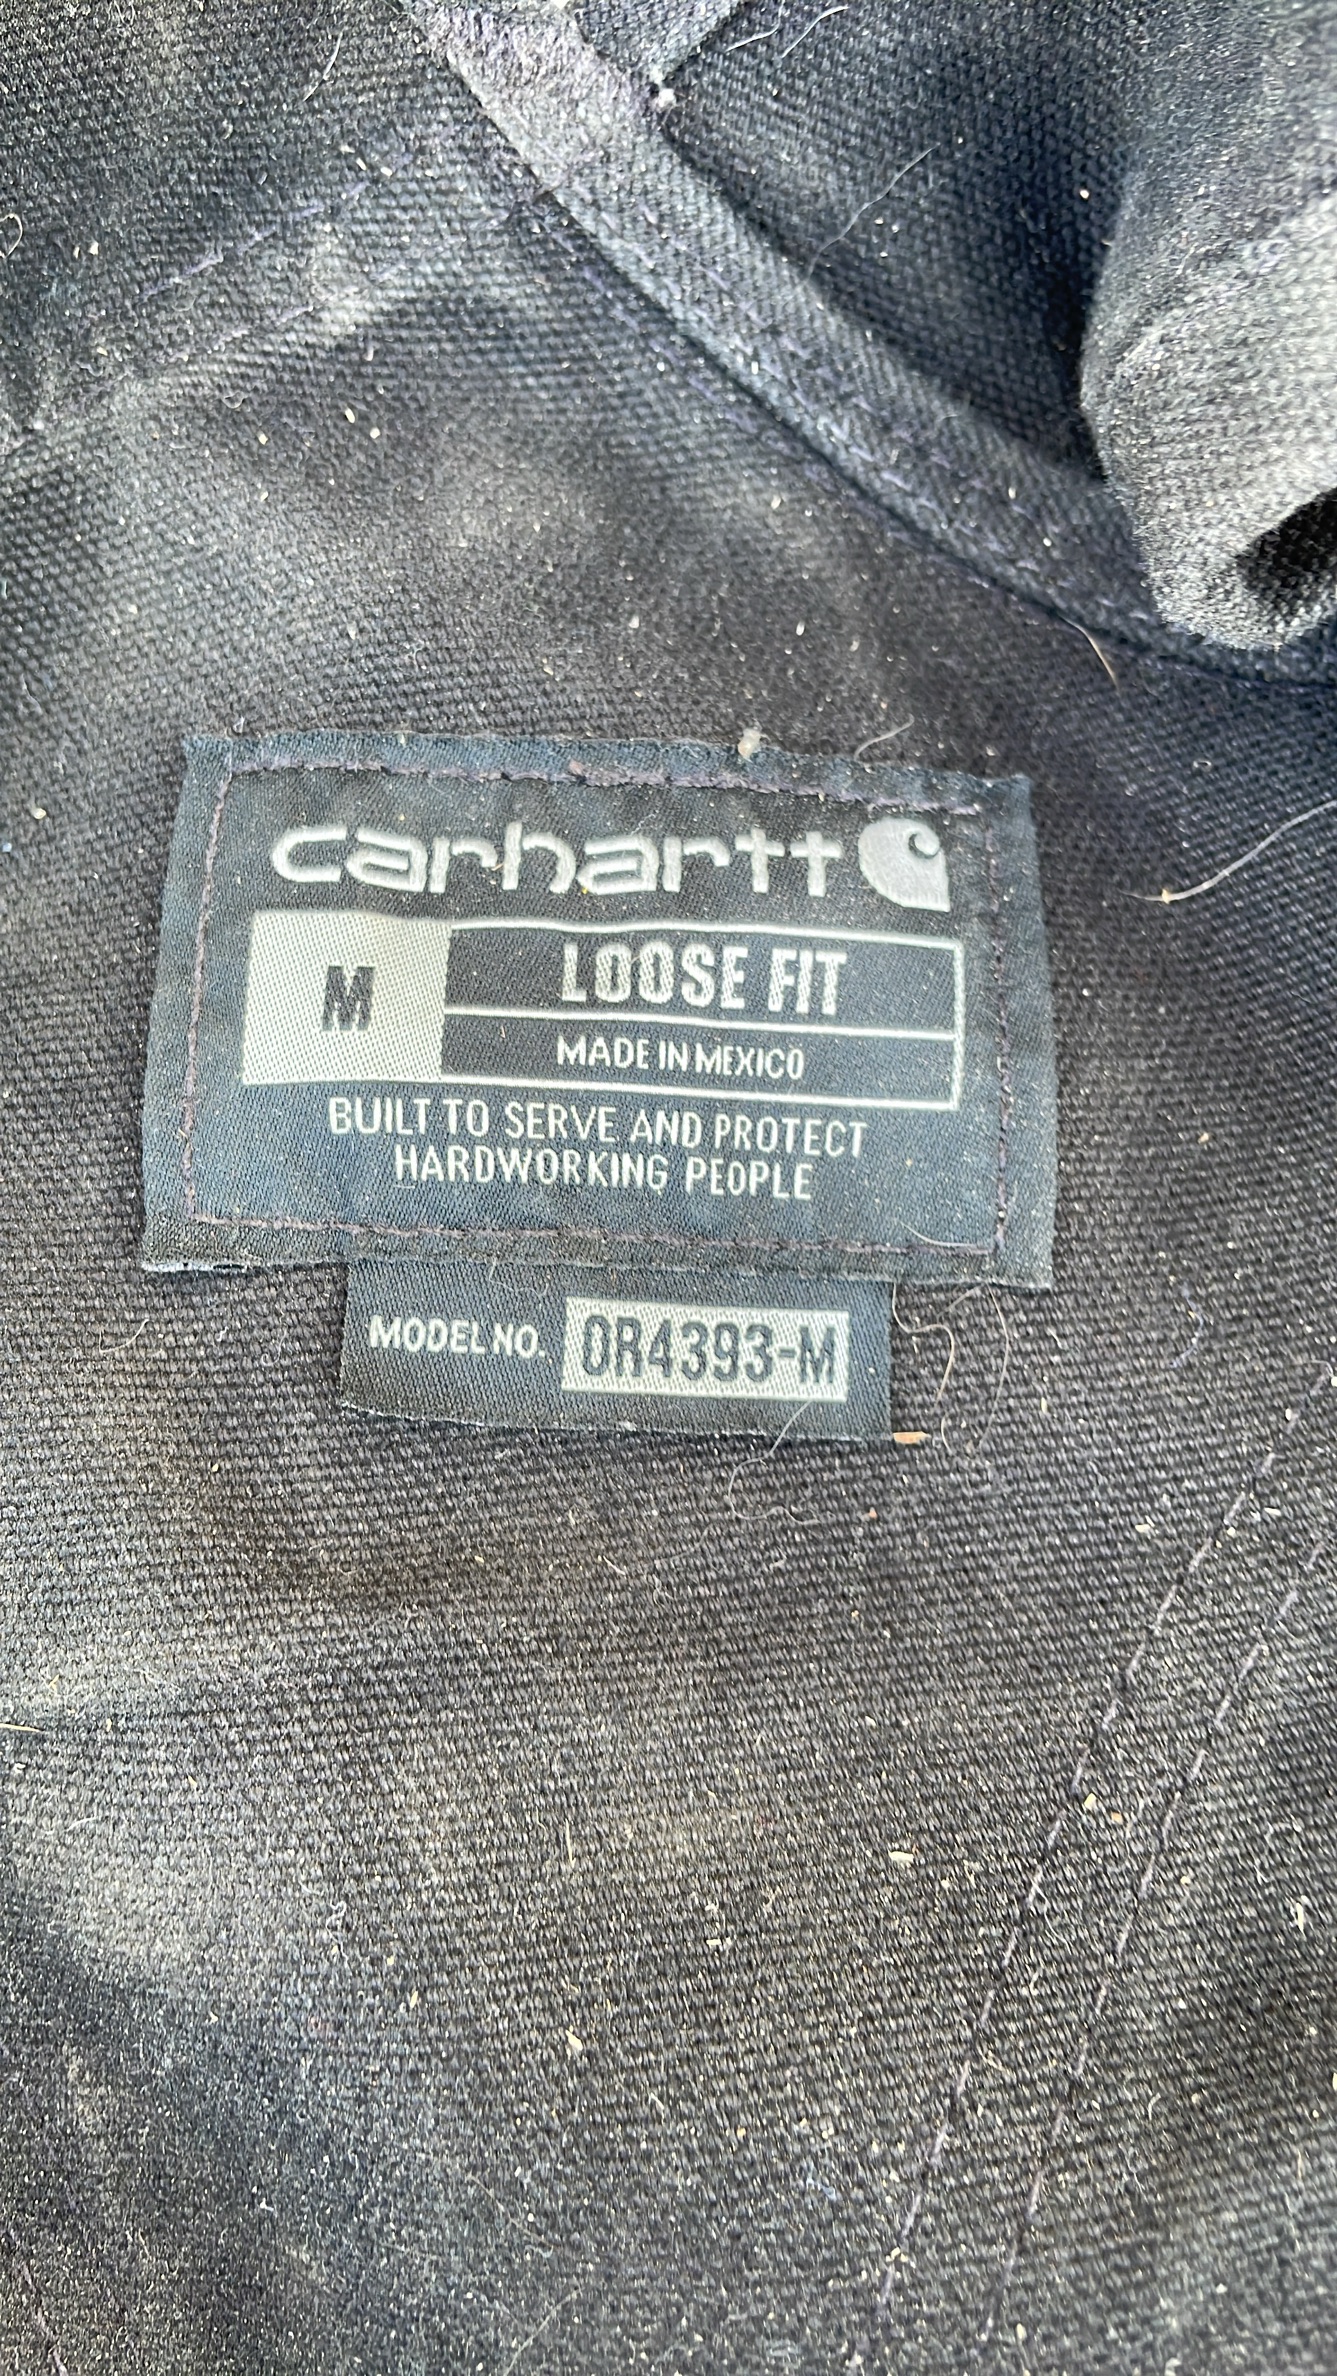 carhartt
M
LOOSE FIT
MADE IN MEXICO
BUILT TO SERVE AND PROTECT
HARDWORKING PEOPLE
MODEL NO. OR4393-M